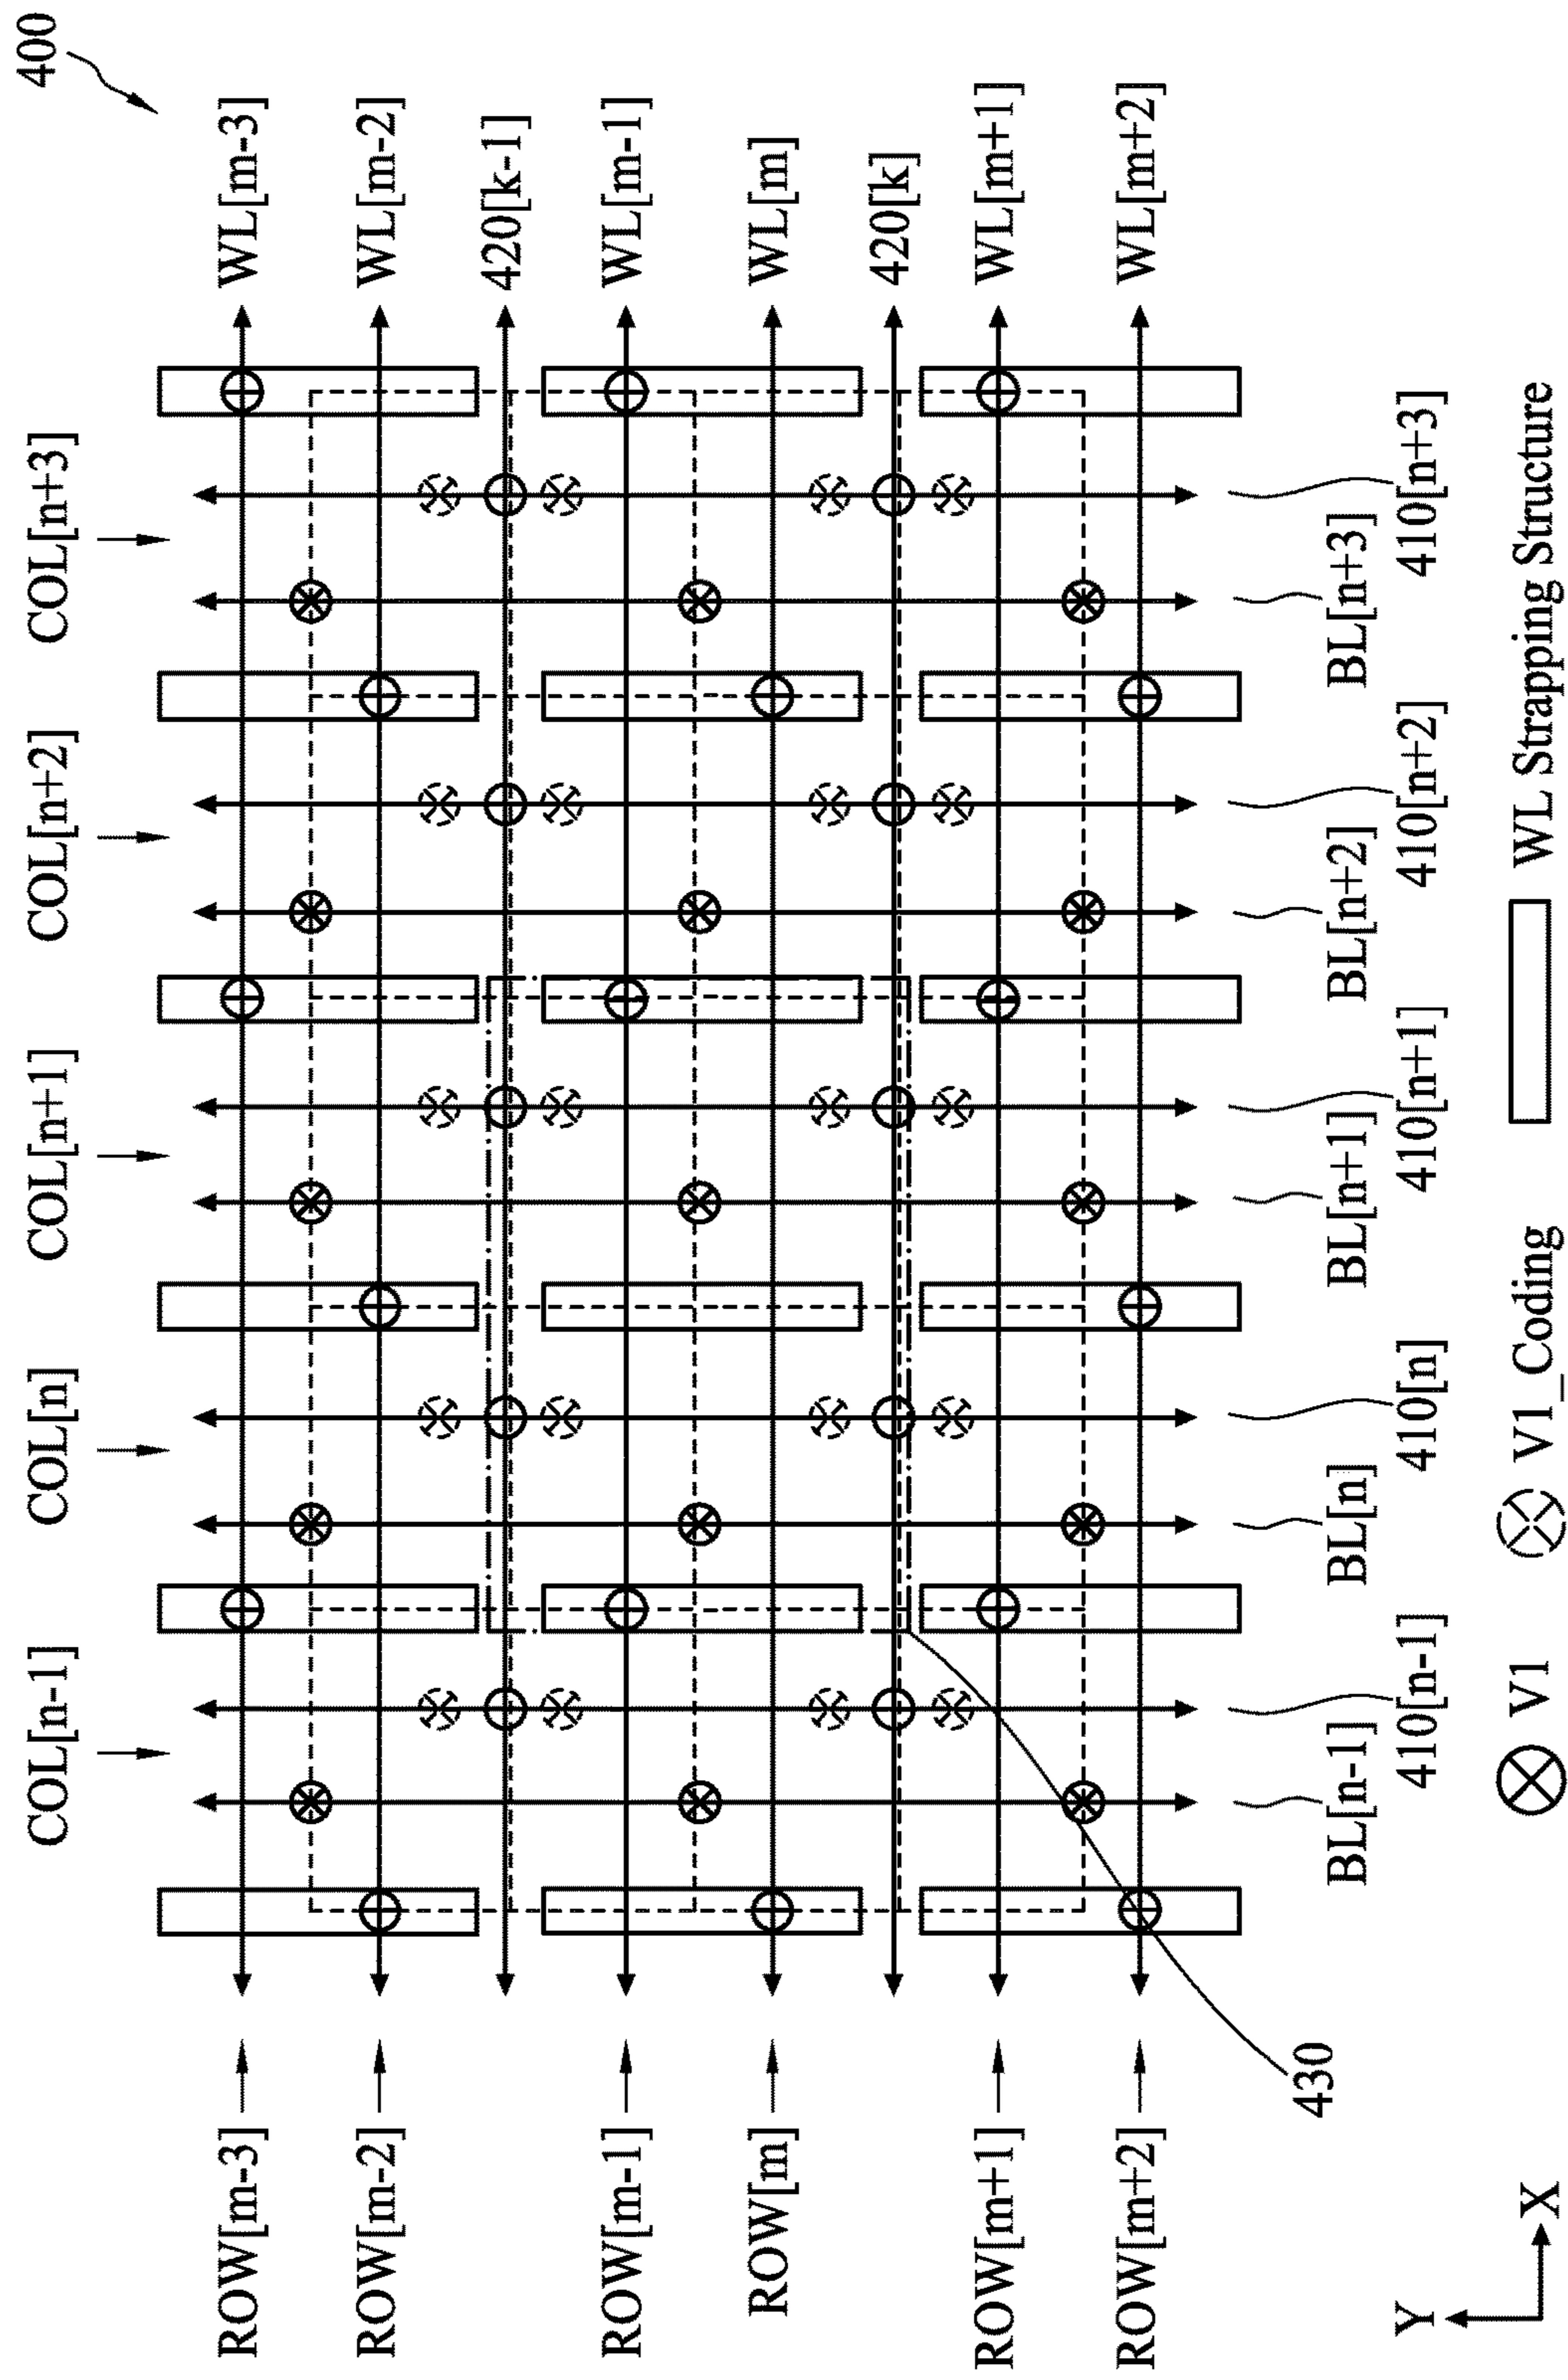 400
COL[n-1]
COL[n]
COL[n+1]
COL[n+2]
COL[n+3]
ROW[m-3]
WL[m-3]
ROW[m-2]
WL[m-2]
420[k-1]
ROW[m-1]
WL[m-1]
ROW[m]
WL[m]
420[k]
ROW[m+1]
WL[m+1]
ROW[m+2]
WL[m+2]
430
BL[n-1]
BL[n]
BL[n+1]
BL[n+2]
BL[n+3]
410[n-1]
410[n]
410[n+1]
410[n+2]
410[n+3]
Y
X
V1
V1_Coding
WL Strapping Structure